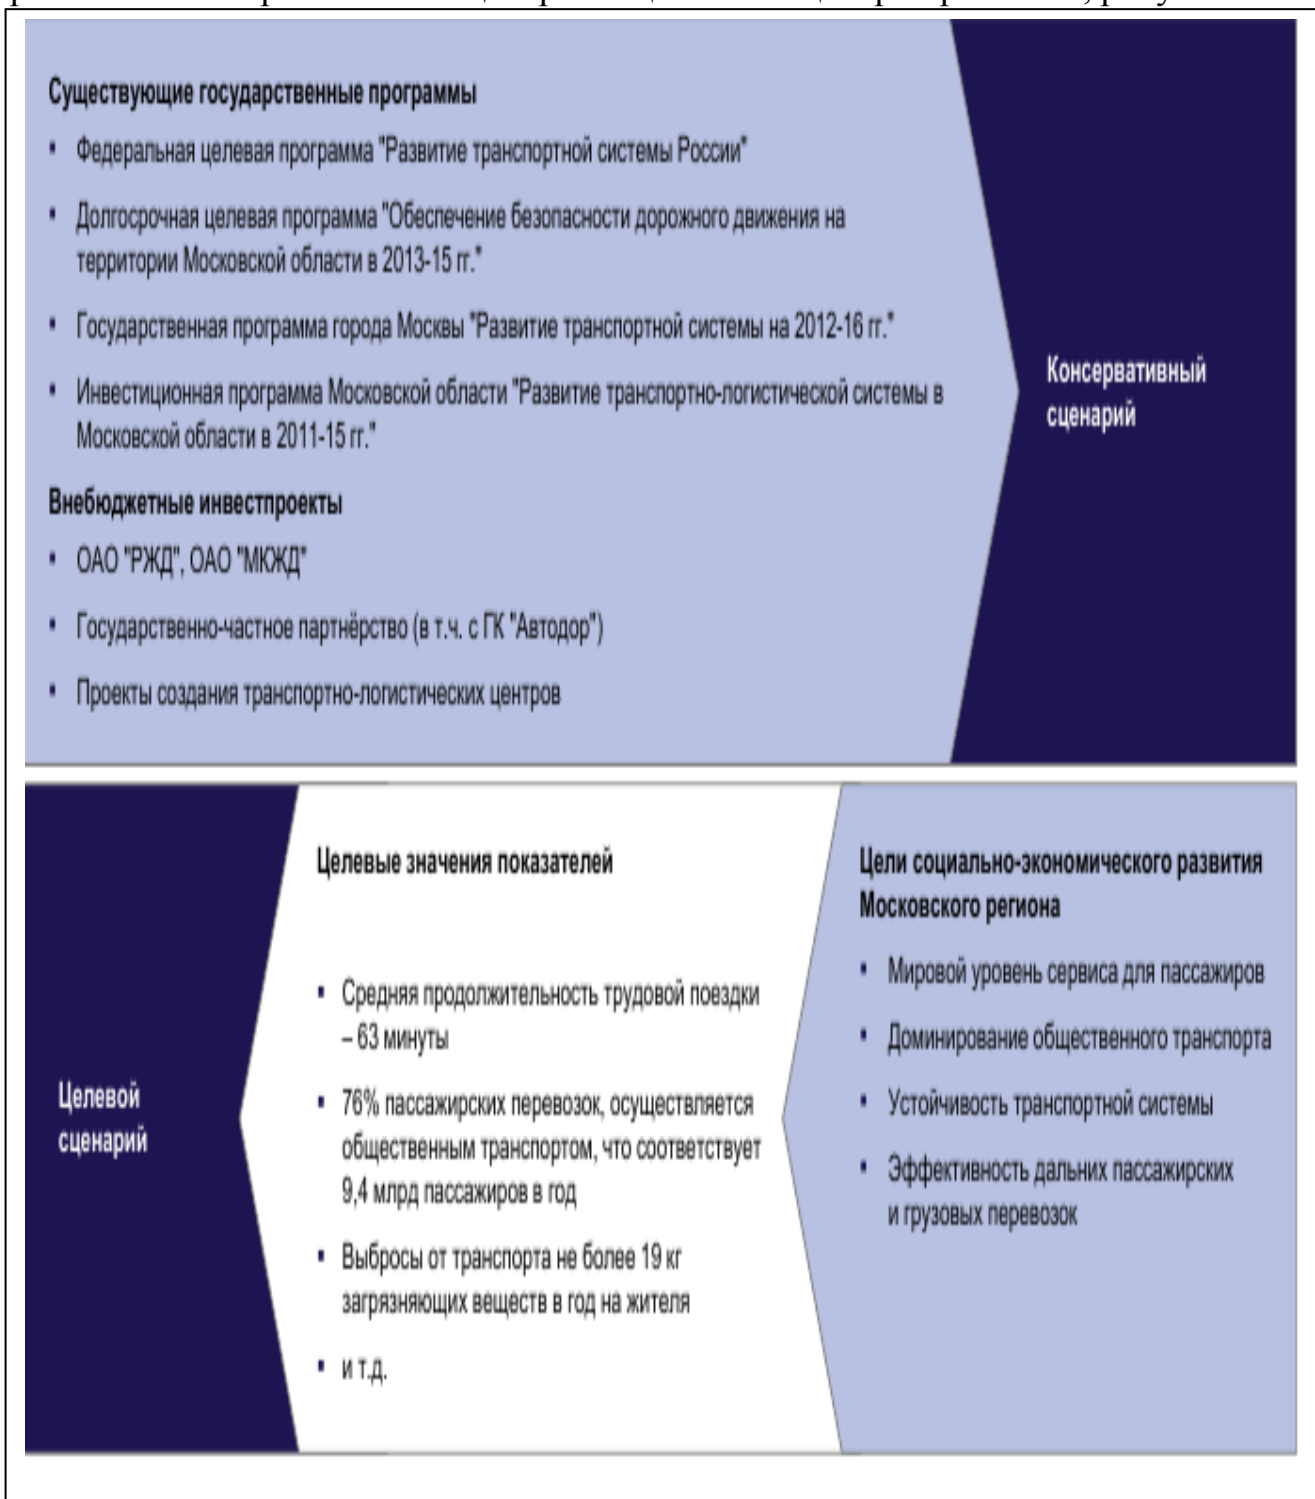 Существующие государственные программы
▪ Федеральная целевая программа "Развитие транспортной системы России"
▪ Долгосрочная целевая программа "Обеспечение безопасности дорожного движения на
территории Московской области в 2013-15 гг."
▪ Государственная программа города Москвы "Развитие транспортной системы на 2012-16 гг."
▪ Инвестиционная программа Московской области "Развитие транспортно-логистической системы в
Московской области в 2011-15 гг."
Внебюджетные инвестпроекты
▪ ОАО "РЖД", ОАО "МКЖД"
▪ Государственно-частное партнёрство (в т.ч. с ГК "Автодор")
▪ Проекты создания транспортно-логистических центров
Консервативный
сценарий
Целевой
сценарий
Целевые значения показателей
▪ Средняя продолжительность трудовой поездки
– 63 минуты
▪ 76% пассажирских перевозок, осуществляется
общественным транспортом, что соответствует
9,4 млрд пассажиров в год
▪ Выбросы от транспорта не более 19 кг
загрязняющих веществ в год на жителя
▪ и т.д.
Цели социально-экономического развития
Московского региона
▪ Мировой уровень сервиса для пассажиров
▪ Доминирование общественного транспорта
▪ Устойчивость транспортной системы
▪ Эффективность дальних пассажирских
и грузовых перевозок